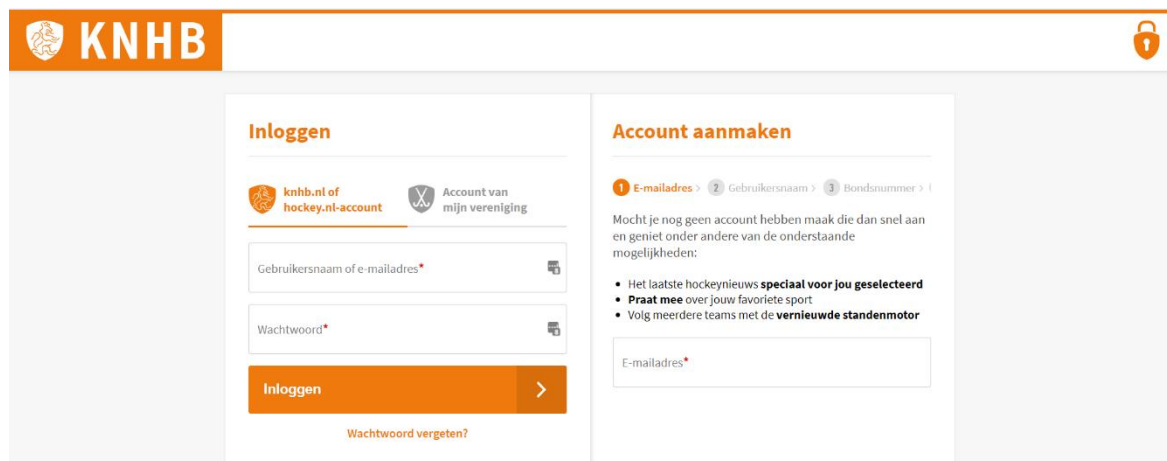 KNHB
Inloggen
knhb.nl of
hockey.nl-account
Account van
mijn vereniging
Gebruikersnaam of e-mailadres*
Wachtwoord*
Inloggen
Wachtwoord vergeten?
Account aanmaken
1 E-mailadres > 2 Gebruikersnaam > 3 Bondsnummer >
Mocht je nog geen account hebben maak die dan snel aan
en geniet onder andere van de onderstaande
mogelijkheden:
• Het laatste hockeynieuws speciaal voor jou geselecteerd
• Praat mee over jouw favoriete sport
• Volg meerdere teams met de vernieuwde standenmotor
E-mailadres*